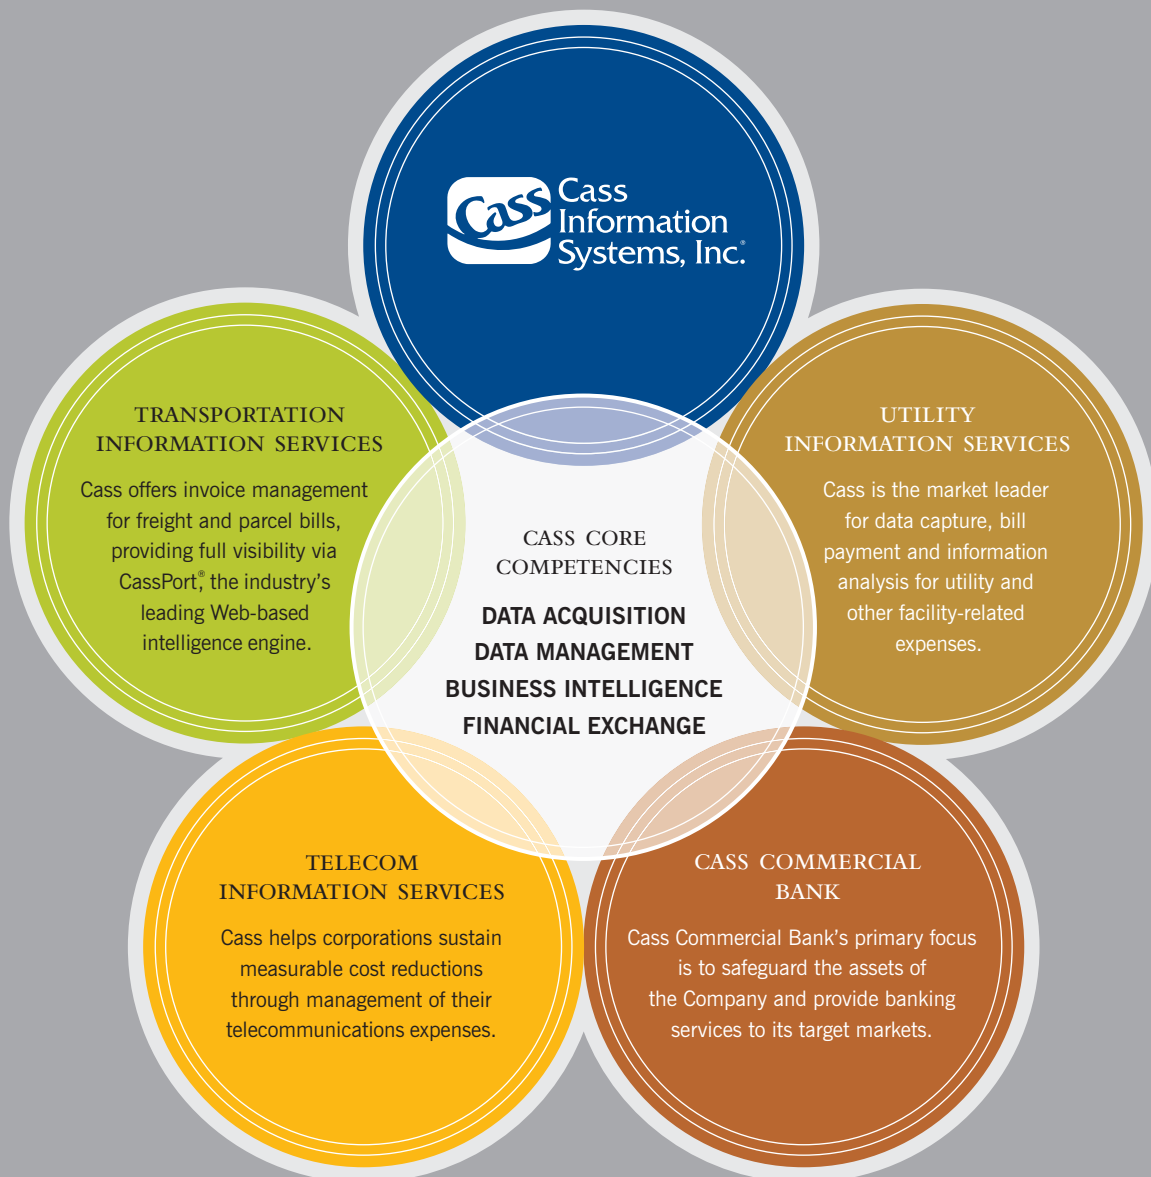 Cass
Cass
Information
Systems, Inc.®
TRANSPORTATION
INFORMATION SERVICES
Cass offers invoice management
for freight and parcel bills,
providing full visibility via
CassPort,® the industry's
leading Web-based
intelligence engine.
UTILITY
INFORMATION SERVICES
Cass is the market leader
for data capture, bill
payment and information
analysis for utility and
other facility-related
expenses.
CASS CORE
COMPETENCIES
DATA ACQUISITION
DATA MANAGEMENT
BUSINESS INTELLIGENCE
FINANCIAL EXCHANGE
TELECOM
INFORMATION SERVICES
Cass helps corporations sustain
measurable cost reductions
through management of their
telecommunications expenses.
CASS COMMERCIAL
BANK
Cass Commercial Bank's primary focus
is to safeguard the assets of
the Company and provide banking
services to its target markets.